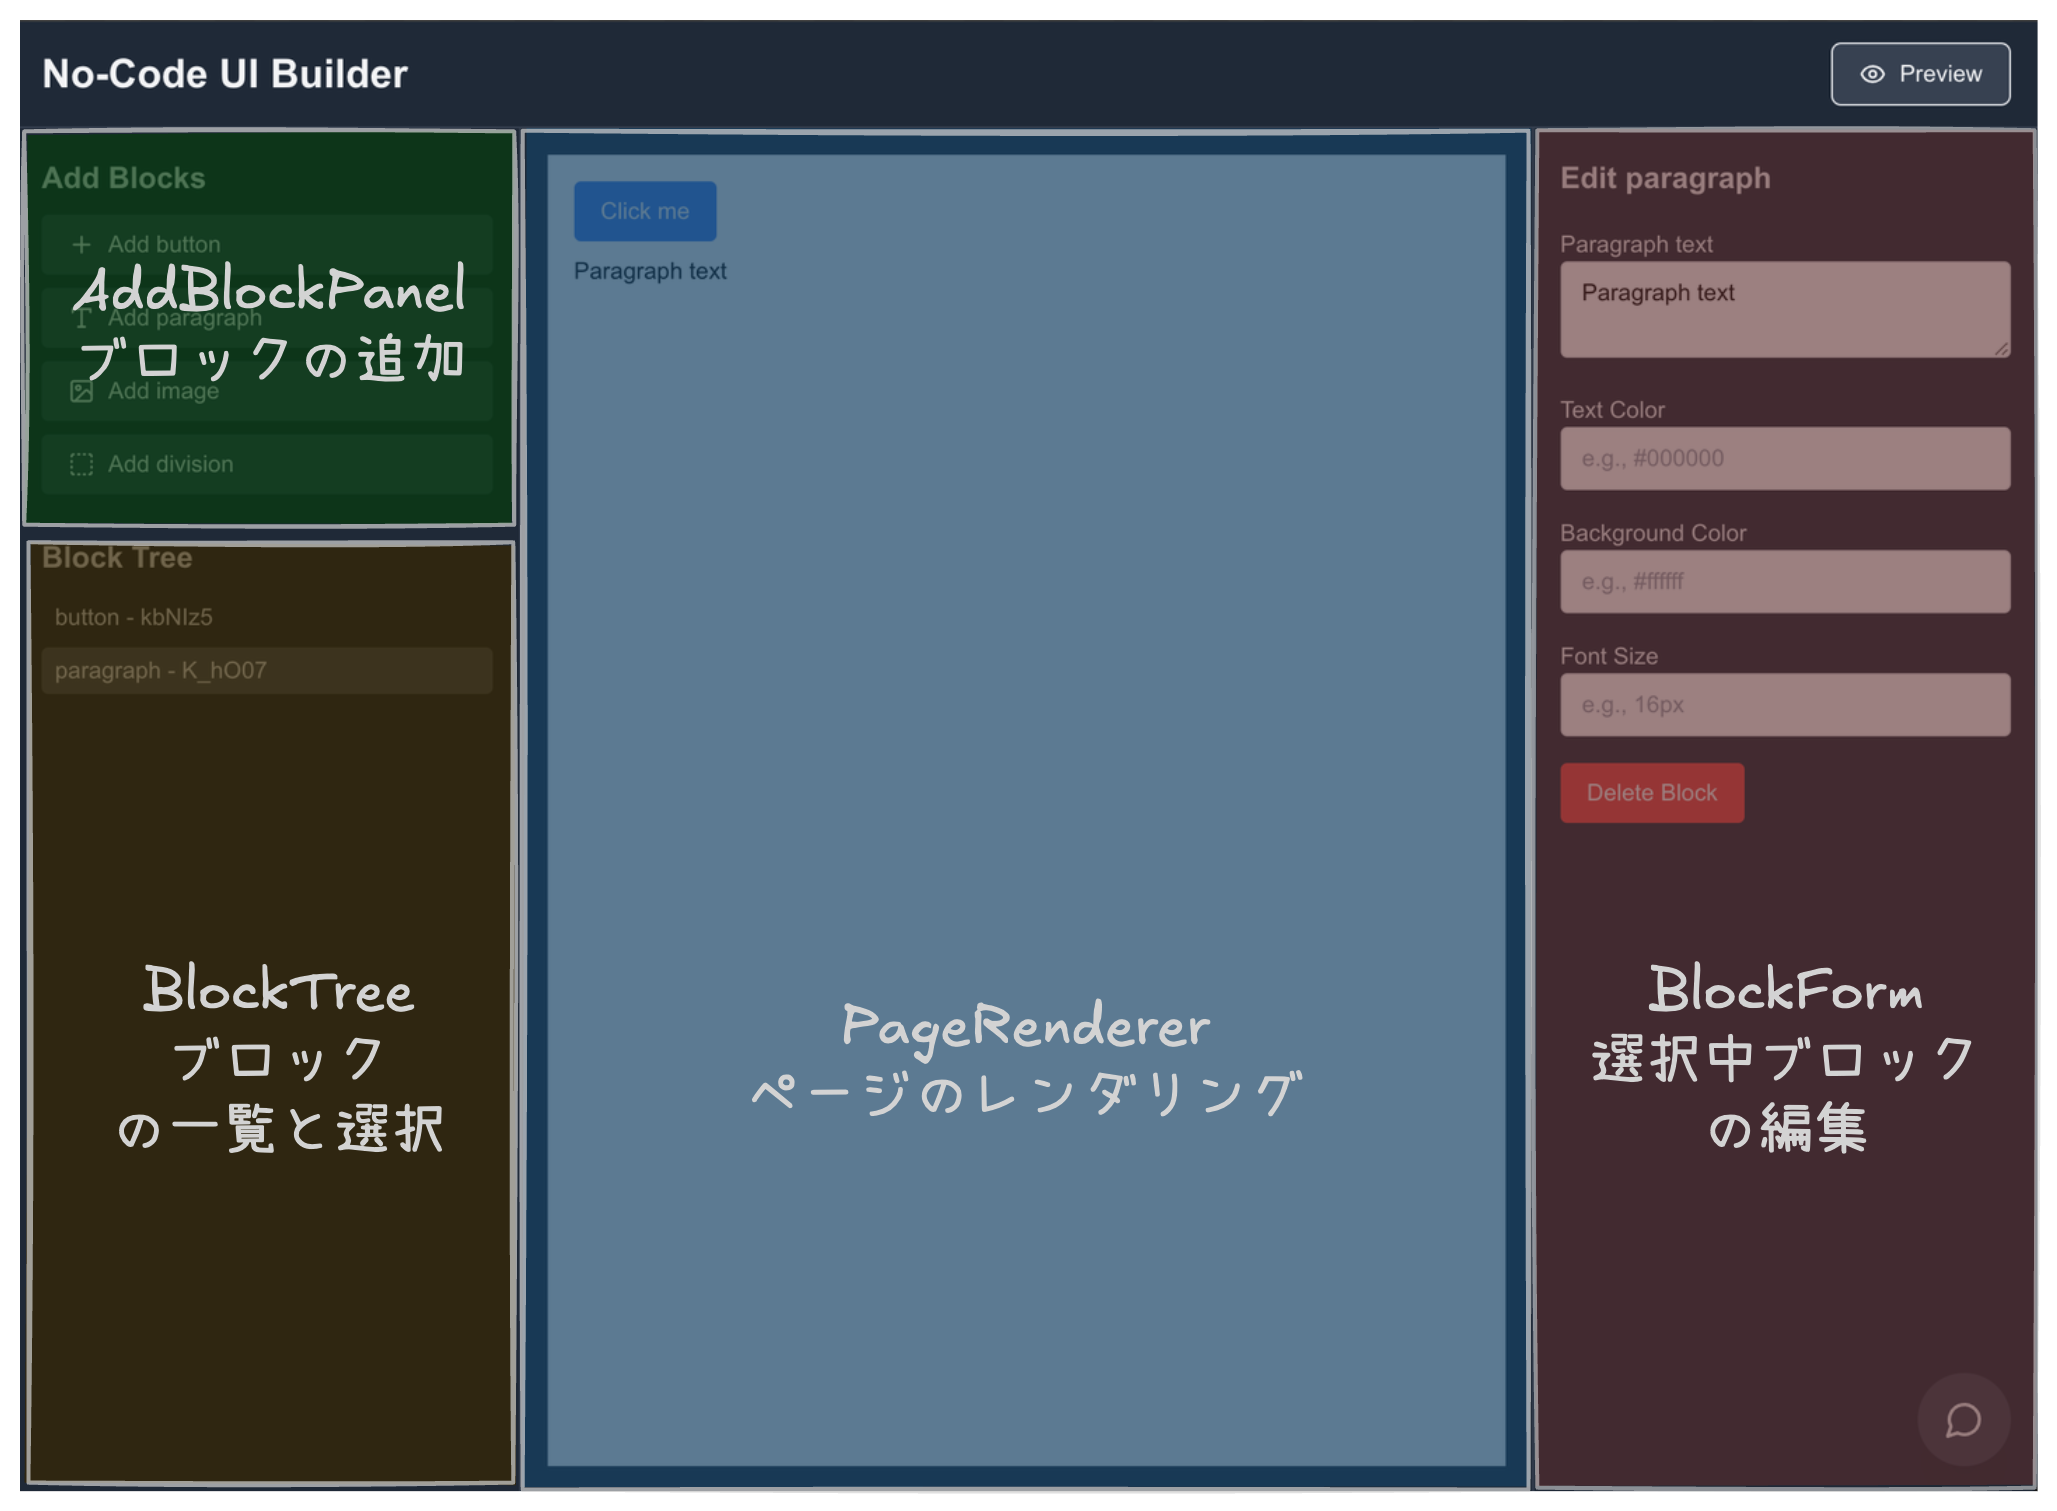 No-Code UI Builder
Preview
Add Blocks
Add button
Add paragraph
Add image
Add division
AddBlockPanel
ブロックの追加
Block Tree
button - kbNIz5
paragraph - K_hO07
BlockTree
ブロック
の一覧と選択
Click me
Paragraph text
PageRenderer
ページのレンダリング
Edit paragraph
Paragraph text
Paragraph text
Text Color
e.g., #000000
Background Color
e.g., #ffffff
Font Size
e.g., 16px
Delete Block
BlockForm
選択中ブロック
の編集